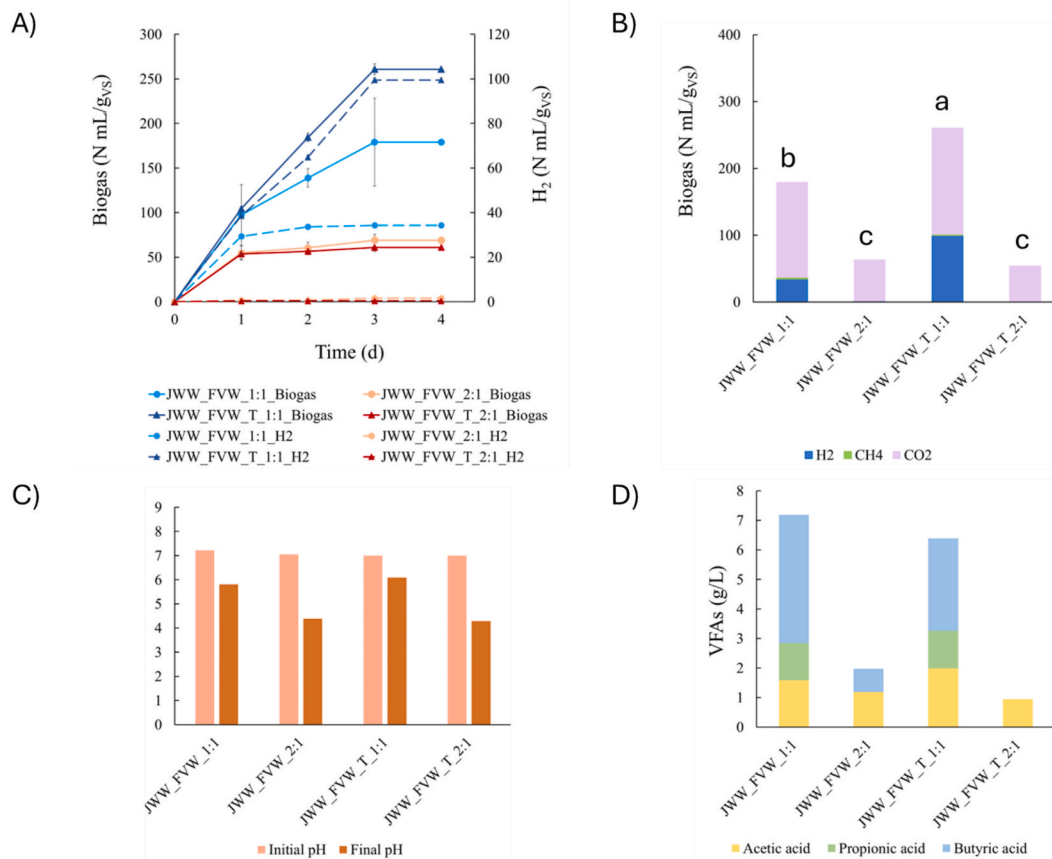 A)
Biogas (N mL/gVS)
300
250
200
150
100
50
0
120
100
80
60
40
20
0
H2 (N mL/gVS)
0 1 2 3 4
Time (d)
JWW_FVW_1:1_Biogas JWW_FVW_2:1_Biogas
JWW_FVW_T_1:1_Biogas JWW_FVW_T_2:1_Biogas
JWW_FVW_1:1_H2 JWW_FVW_2:1_H2
JWW_FVW_T_1:1_H2 JWW_FVW_T_2:1_H2
B)
Biogas (N mL/gVS)
400
300
200
100
0
b
c
a
c
JWW_FVW_1:1
JWW_FVW_2:1
JWW_FVW_T_1:1
JWW_FVW_T_2:1
H2 CH4 CO2
C)
9
8
7
6
5
4
3
2
1
0
JWW_FVW_1:1
JWW_FVW_2:1
JWW_FVW_T_1:1
JWW_FVW_T_2:1
Initial pH Final pH
D)
VFAs (g/L)
8
7
6
5
4
3
2
1
0
JWW_FVW_1:1
JWW_FVW_2:1
JWW_FVW_T_1:1
JWW_FVW_T_2:1
Acetic acid Propionic acid Butyric acid